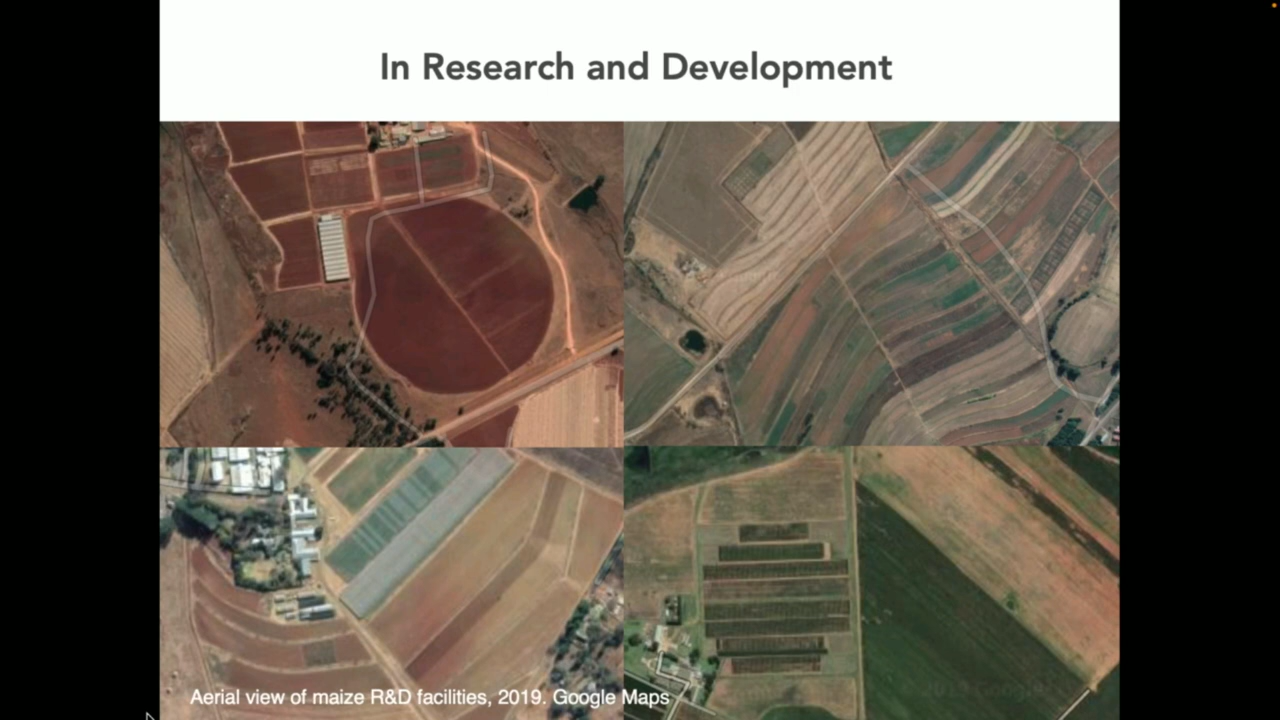 In Research and Development
Aerial view of maize R&D facilities, 2019. Google Maps